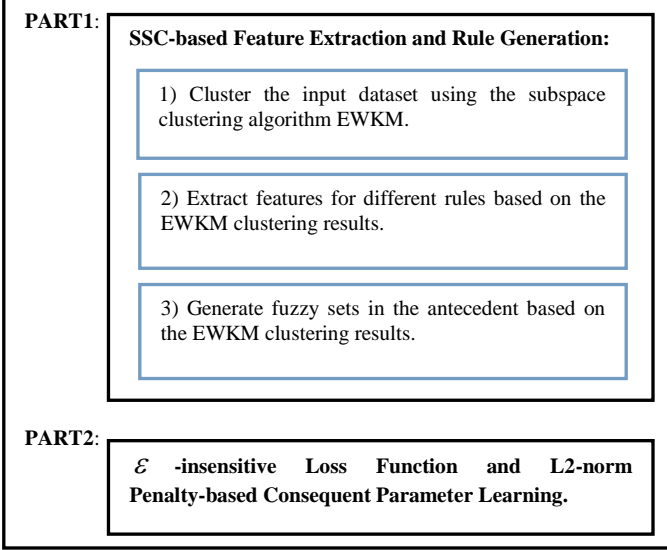 PART1:
SSC-based Feature Extraction and Rule Generation:
1) Cluster the input dataset using the subspace
clustering algorithm EWKM.
2) Extract features for different rules based on the
EWKM clustering results.
3) Generate fuzzy sets in the antecedent based on
the EWKM clustering results.
PART2:
ε -insensitive Loss Function and L2-norm
Penalty-based Consequent Parameter Learning.